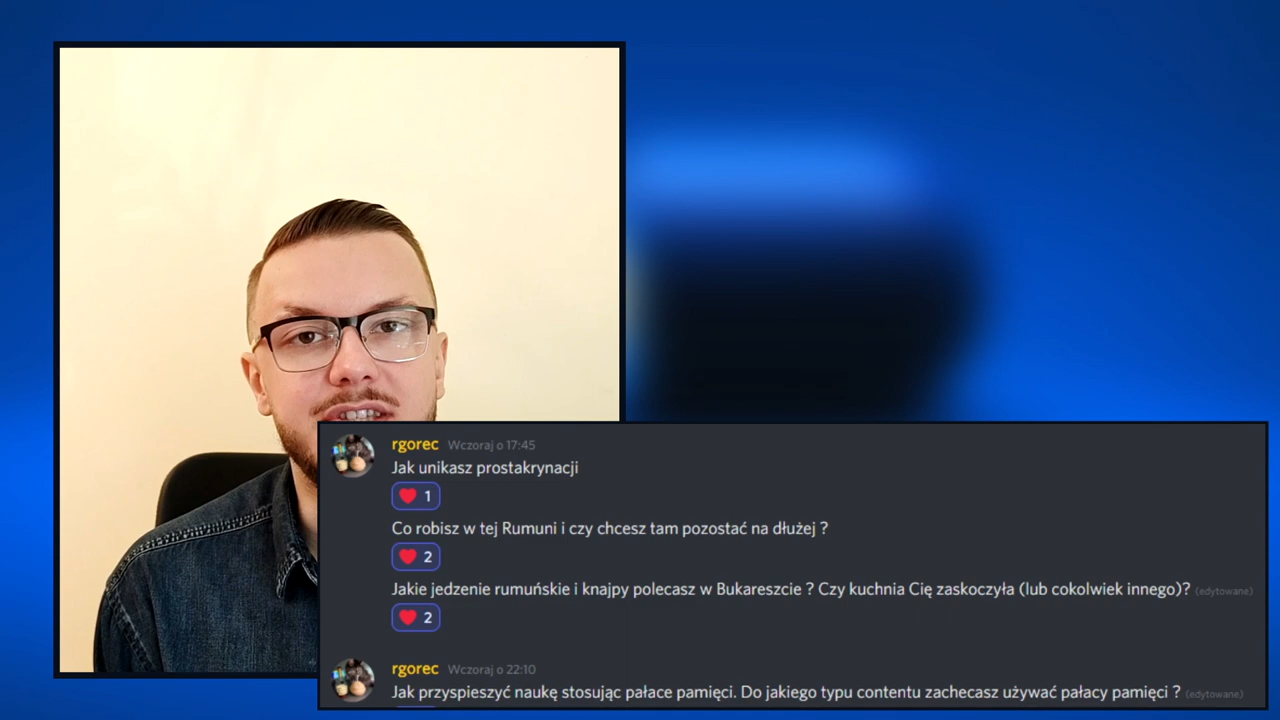 rgorec Wczoraj o 17:45
Jak unikasz prostakrynacji
1
Co robisz w tej Rumuni i czy chcesz tam pozostać na dłużej ?
2
Jakie jedzenie rumuńskie i knajpy polecasz w Bukareszcie ? Czy kuchnia Cię zaskoczyła (lub cokolwiek innego)? (edytowane)
2
rgorec Wczoraj o 22:10
Jak przyspieszyć naukę stosując pałace pamięci. Do jakiego typu contentu zachecasz używać pałacy pamięci ? (edytowane)